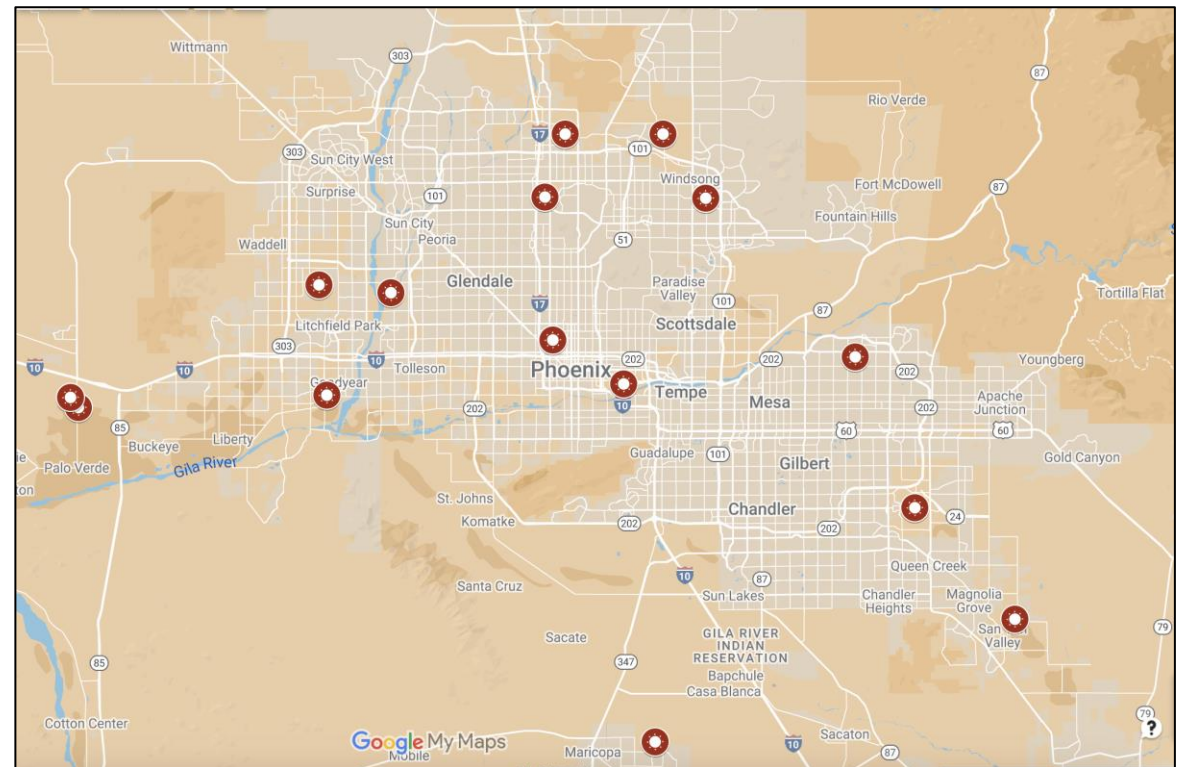 Wittmann
303
87
Rio Verde
17
101
303
Sun City West
Windsong
Fort McDowell
87
Surprise
101
Sun City
Fountain Hills
Peoria
51
Waddell
Glendale
Paradise
Valley
Tortilla Flat
17
101
87
Litchfield Park
Scottsdale
303
10
202
202
Youngberg
10
10
Tolleson
Phoenix
202
Goodyear
Tempe
Mesa
Apache
Junction
10
202
202
85
Buckeye
Liberty
60
60
Guadalupe
101
Gold Canyon
ie
Palo Verde
Gila River
Gilbert
ton
St. Johns
Komatke
202
Chandler
202
24
Queen Creek
10
87
Santa Cruz
Sun Lakes
Chandler
Heights
Magnolia
Grove
Sacate
GILA RIVER
INDIAN
RESERVATION
San
Valley
79
85
347
Bapchule
Casa Blanca
Cotton Center
79
?
Google My Maps
Mobile
Maricopa
10
Sacaton
87